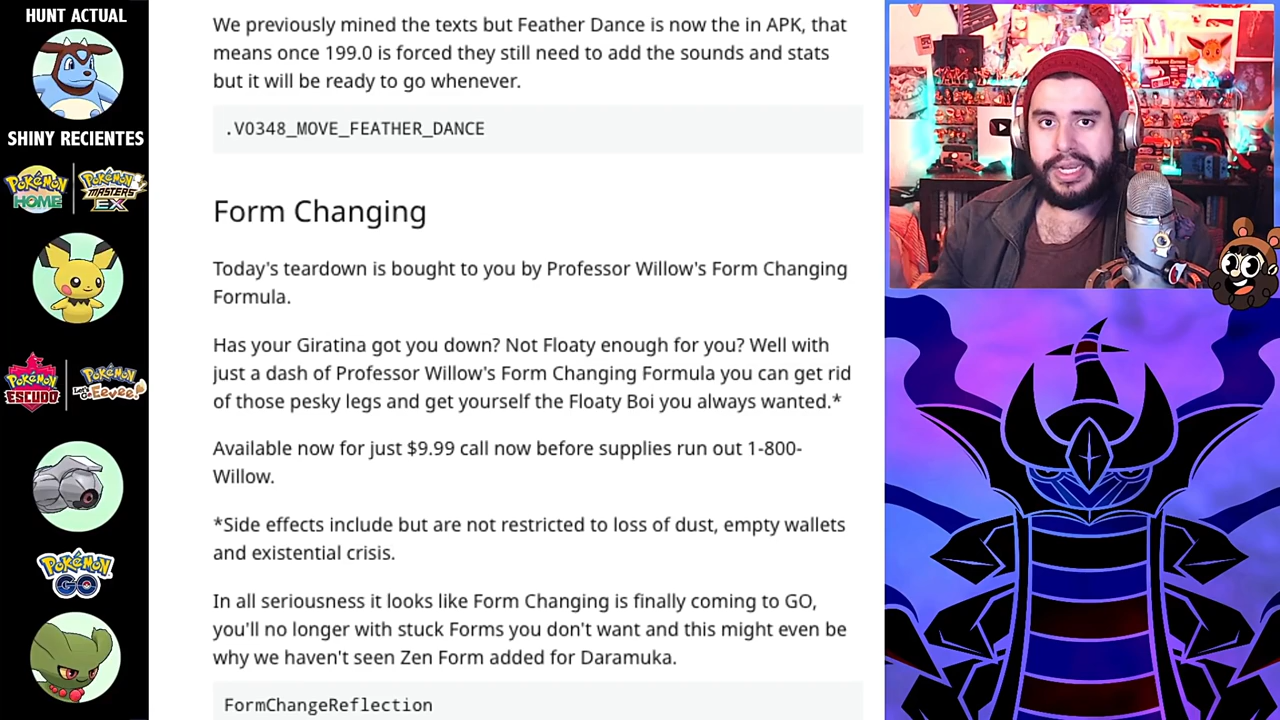 HUNT ACTUAL
SHINY RECIENTES
POKÉMON
HOME
POKÉMON
MASTERS
EX
POKÉMON
ESCUDO
POKÉMON
Let's Go
Eevee!
POKÉMON
GO
We previously mined the texts but Feather Dance is now the in APK, that
means once 199.0 is forced they still need to add the sounds and stats
but it will be ready to go whenever.
.V0348_MOVE_FEATHER_DANCE
Form Changing
Today's teardown is bought to you by Professor Willow's Form Changing
Formula.
Has your Giratina got you down? Not Floaty enough for you? Well with
just a dash of Professor Willow's Form Changing Formula you can get rid
of those pesky legs and get yourself the Floaty Boi you always wanted.*
Available now for just $9.99 call now before supplies run out 1-800-
Willow.
*Side effects include but are not restricted to loss of dust, empty wallets
and existential crisis.
In all seriousness it looks like Form Changing is finally coming to GO,
you'll no longer with stuck Forms you don't want and this might even be
why we haven't seen Zen Form added for Daramuka.
FormChangeReflection